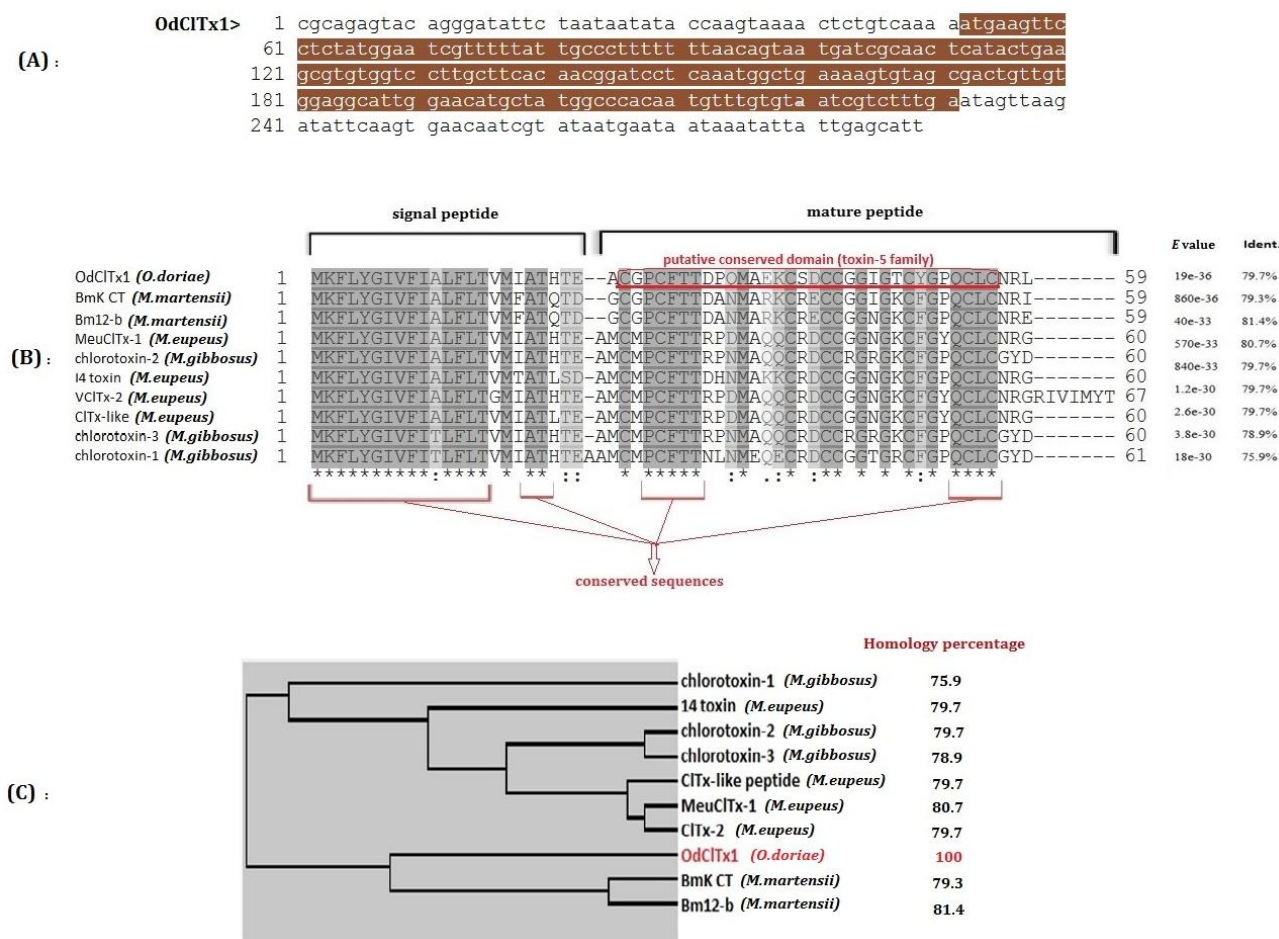 (A) :
OdClTx1> 1 cgcagagtac agggatattc taataatata ccaagtaaaa ctctgtcaaa aatgaagttc
61 ctctatggaa tcgtttttat tgcccttttt ttaacagtaa tgatcgcaac tcatactgaa
121 gcgtgtggtc cttgcttcac aacggatcct caaatggctg aaaagtgtag cgactgttgt
181 ggaggcattg gaacatgcta tggcccacaa tgtttgtgta atcgtctttg aatagttaag
241 atattcaagt gaacaatcgt ataatgaata ataaatatta ttgagcatt
(B) :
signal peptide mature peptide
E value Ident.
putative conserved domain (toxin-5 family)
OdClTx1 (O.doriae) 1 MKFLYGIVFIALFLTVMIATHTE--ACGPCFTTDPQMAEKCSDCCGGIGTCYGPQCLCNRL------- 59 19e-36 79.7%
BmK CT (M.martensii) 1 MKFLYGIVFIALFLTVMFATQTD--GCGPCFTTDANMARKCRECCGGIGKCFGPQCLCNRI------- 59 860e-36 79.3%
Bm12-b (M.martensii) 1 MKFLYGIVFIALFLTVMFATQTD--GCGPCFTTDANMARKCRECCGGNGKCFGPQCLCNRE------- 59 40e-33 81.4%
MeuClTx-1 (M.eupeus) 1 MKFLYGIVFIALFLTVMTATHTE-AMCMPCFTTRPDMAQQCRDCCGGNGKCFGYQCLCNRG------- 60 570e-33 80.7%
chlorotoxin-2 (M.gibbosus) 1 MKFLYGIVFIALFLTVMIATHTE-AMCMPCFTTRPDMAQQCRDCCRGRGKCFGPQCLCGYD------- 60 840e-33 79.7%
I4 toxin (M.eupeus) 1 MKFLYGIVFIALFLTVMIATLSD-AMCMPCFTTDHNMAKKCRDCCGGNGKCFGPQCLCNRG------- 60
VClTx-2 (M.eupeus) 1 MKFLYGIVFIALFLTGMIATHTE-AMCMPCFTTRPDMAQQCRDCCGGNGKCFGYQCLCNRGRIVIMYT 67 1.2e-30 79.7%
ClTx-like (M.eupeus) 1 MKFLYGIVFIALFLTVMIATLTE-AMCMPCFTTRPDMAQQCRDCCGGNGKCFGYQCLCNRG------- 60 2.6e-30 79.7%
chlorotoxin-3 (M.gibbosus) 1 MKFLYGIVFITLFLTVMIATHTE-AMCMPCFTTRPDMAQQCRDCCRGRGKCFGPQCLCGYD------- 60 3.8e-30 78.9%
chlorotoxin-1 (M.gibbosus) 1 MKFLYGIVFITLFLTVMIATHTEAAMCMPCFTTNLNMEQECRDCCGGTGRCFGPQCLCGYD------- 61 18e-30 75.9%
**********:**** * ** :: * ***** :* .: * :** * * *:* *****
conserved sequences
(C) :
Homology percentage
chlorotoxin-1 (M.gibbosus) 75.9
14 toxin (M.eupeus) 79.7
chlorotoxin-2 (M.gibbosus) 79.7
chlorotoxin-3 (M.gibbosus) 78.9
ClTx-like peptide (M.eupeus) 79.7
MeuClTx-1 (M.eupeus) 80.7
ClTx-2 (M.eupeus) 79.7
OdClTx1 (O.doriae) 100
BmK CT (M.martensii) 79.3
Bm12-b (M.martensii) 81.4